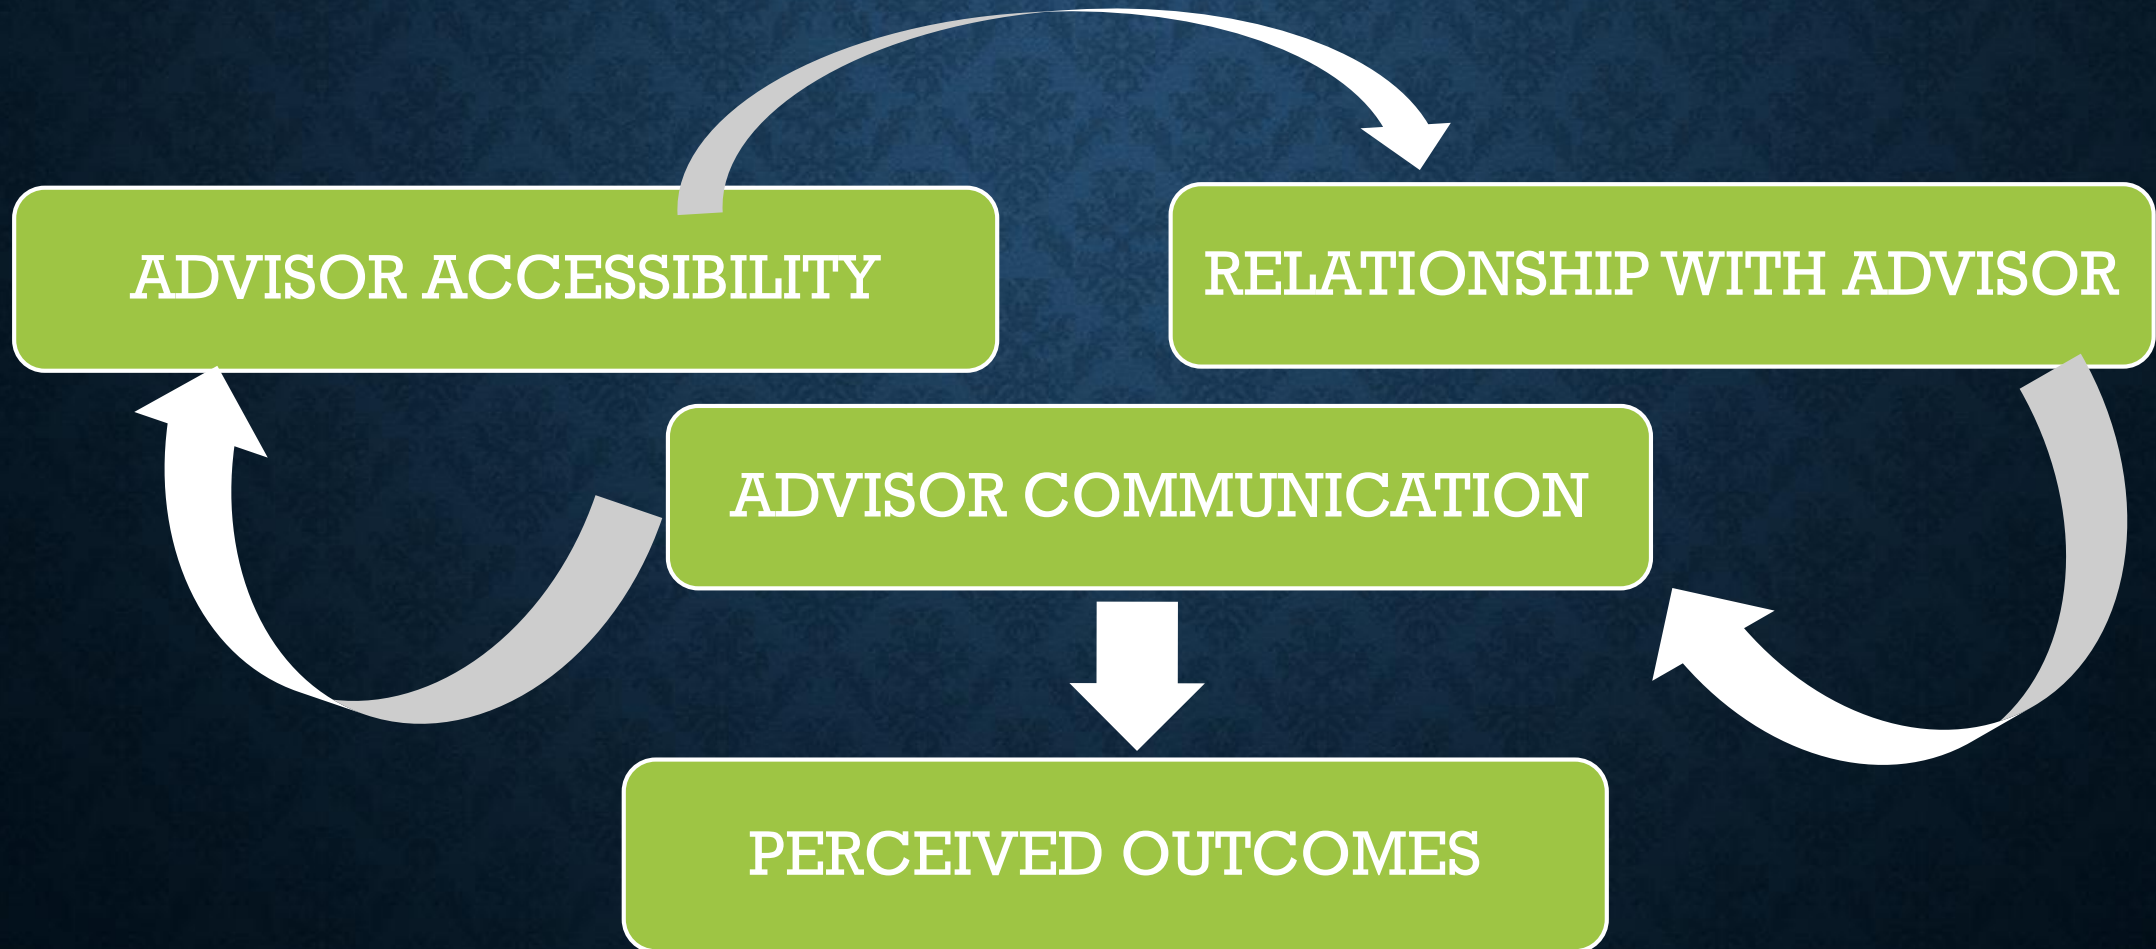 ADVISOR ACCESSIBILITY
RELATIONSHIP WITH ADVISOR
ADVISOR COMMUNICATION
PERCEIVED OUTCOMES